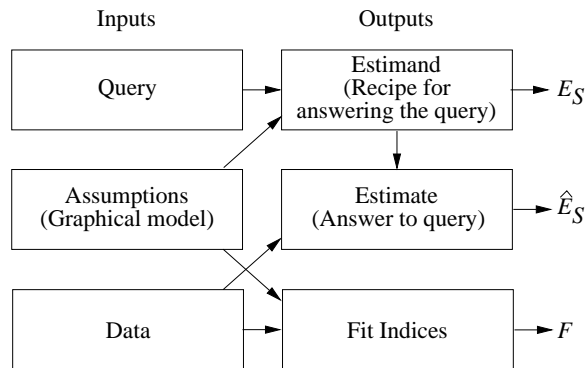 Inputs
Outputs
Query
Estimand
(Recipe for
answering the query)
E_S
Assumptions
(Graphical model)
Estimate
(Answer to query)
Ê_S
Data
Fit Indices
F